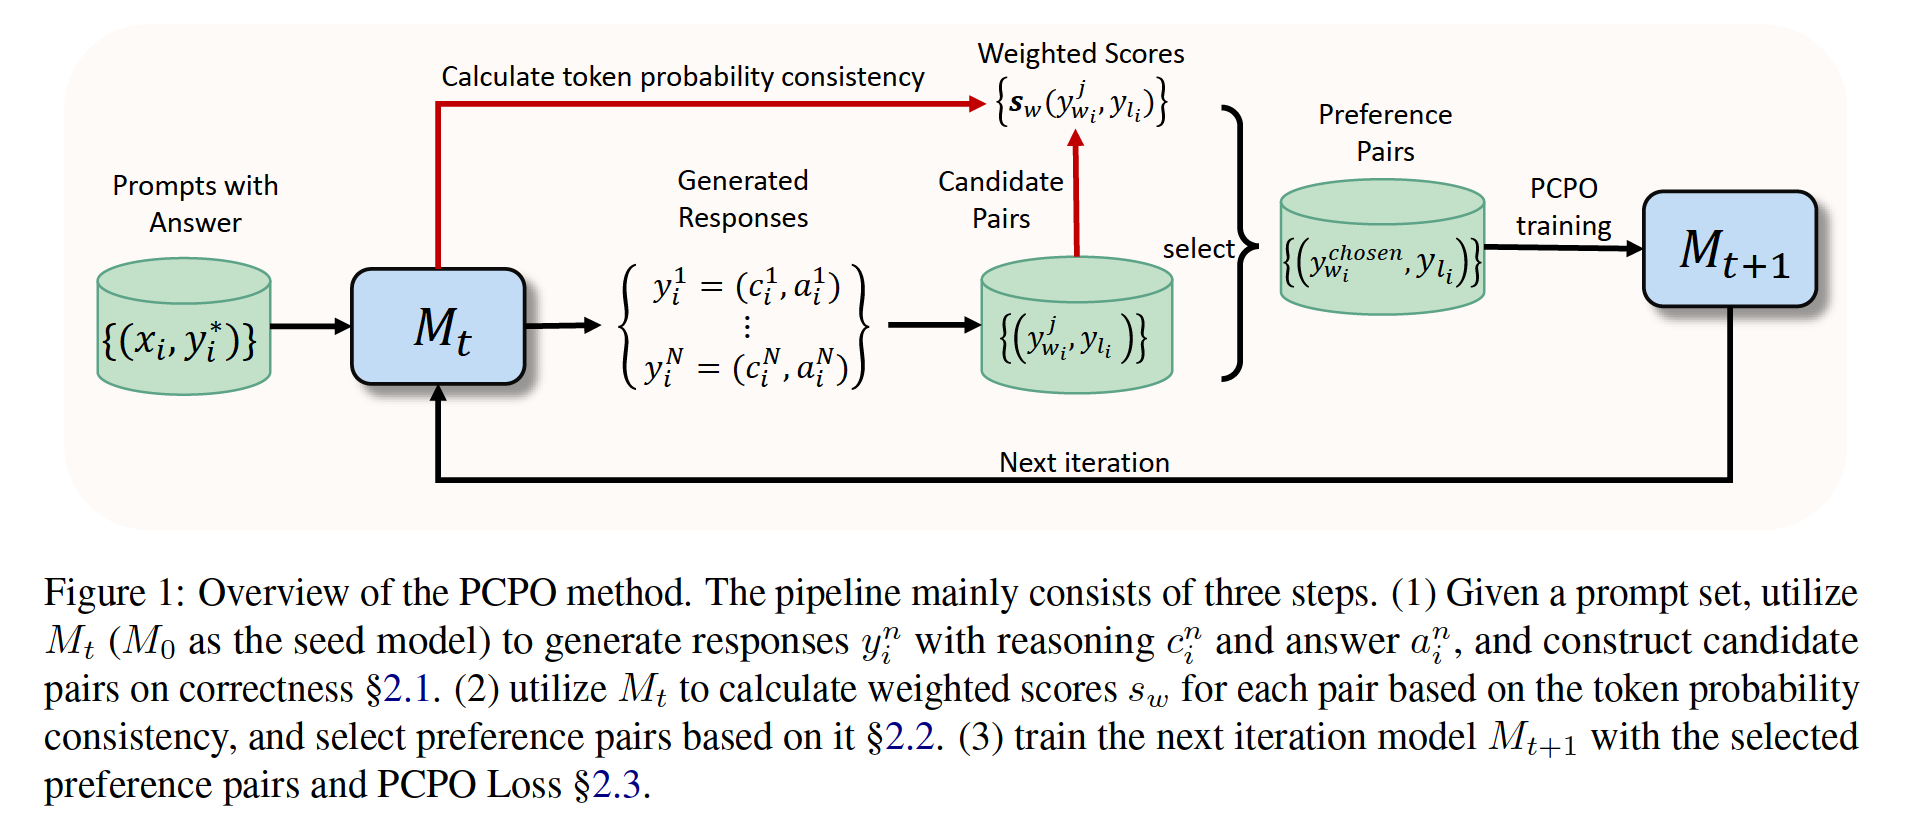 Calculate token probability consistency
Weighted Scores
{s_w(y_{w_i}^j, y_{l_i})}
Preference
Pairs
Prompts with
Answer
Generated
Responses
Candidate
Pairs
select
PCPO
training
{(x_i, y_i^*)}
M_t
y_i^1 = (c_i^1, a_i^1)
⋮
y_i^N = (c_i^N, a_i^N)
{(y_{w_i}^j, y_{l_i})}
{(y_{w_i}^{chosen}, y_{l_i})}
M_{t+1}
Next iteration
Figure 1: Overview of the PCPO method. The pipeline mainly consists of three steps. (1) Given a prompt set, utilize
M_t (M_0 as the seed model) to generate responses y_i^n with reasoning c_i^n and answer a_i^n, and construct candidate
pairs on correctness §2.1. (2) utilize M_t to calculate weighted scores s_w for each pair based on the token probability
consistency, and select preference pairs based on it §2.2. (3) train the next iteration model M_{t+1} with the selected
preference pairs and PCPO Loss §2.3.